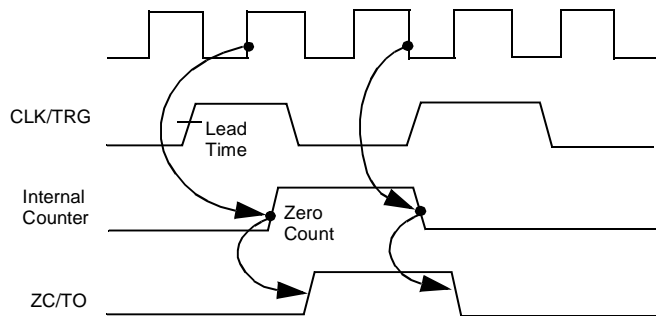 CLK/TRG
Lead
Time
Internal
Counter
Zero
Count
ZC/TO